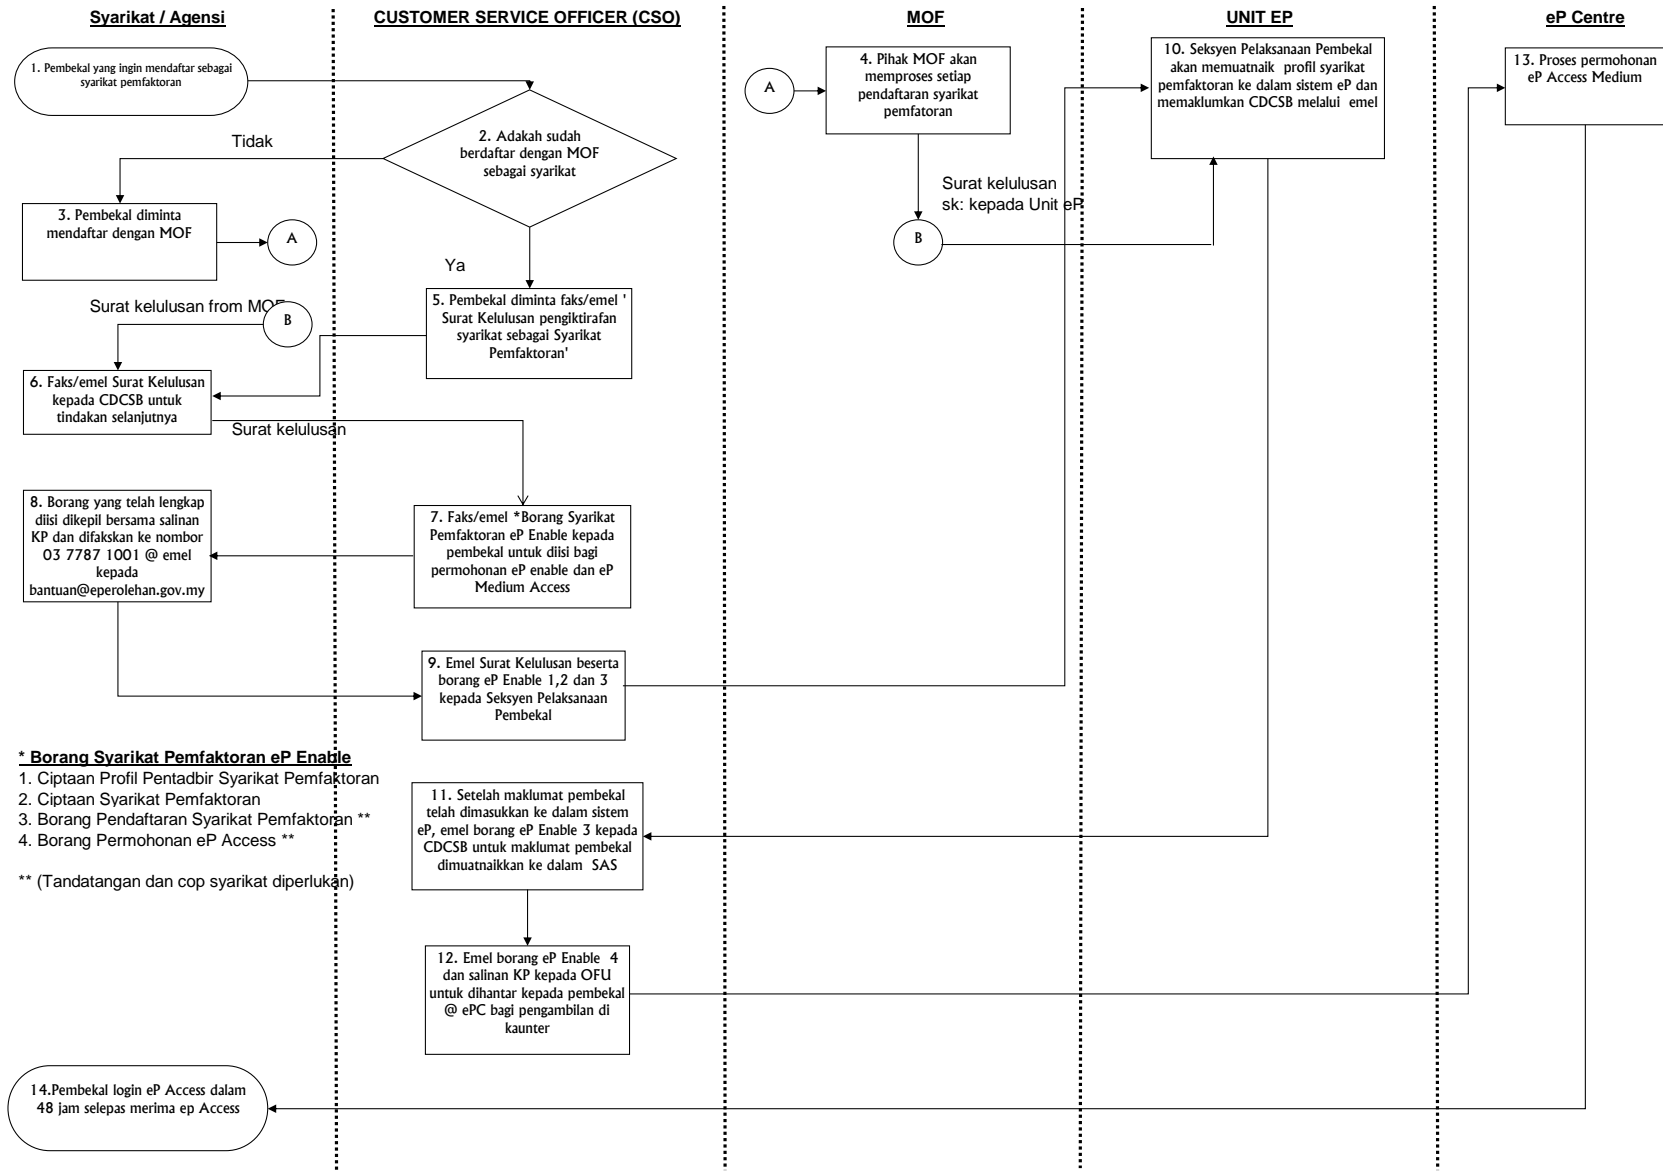 Syarikat / Agensi
CUSTOMER SERVICE OFFICER (CSO)
MOF
UNIT EP
eP Centre
1. Pembekal yang ingin mendaftar sebagai
syarikat pemfaktoran
2. Adakah sudah
berdaftar dengan MOF
sebagai syarikat
Tidak
Ya
3. Pembekal diminta
mendaftar dengan MOF
A
A
4. Pihak MOF akan
memproses setiap
pendaftaran syarikat
pemfatoran
Surat kelulusan
sk: kepada Unit eP
B
Surat kelulusan from MOF
B
5. Pembekal diminta faks/emel '
Surat Kelulusan pengiktirafan
syarikat sebagai Syarikat
Pemfaktoran'
6. Faks/emel Surat Kelulusan
kepada CDCSB untuk
tindakan selanjutnya
Surat kelulusan
7. Faks/emel *Borang Syarikat
Pemfaktoran eP Enable kepada
pembekal untuk diisi bagi
permohonan eP enable dan eP
Medium Access
8. Borang yang telah lengkap
diisi dikepil bersama salinan
KP dan difakskan ke nombor
03 7787 1001 @ emel
kepada
bantuan@eperolehan.gov.my
9. Emel Surat Kelulusan beserta
borang eP Enable 1,2 dan 3
kepada Seksyen Pelaksanaan
Pembekal
10. Seksyen Pelaksanaan Pembekal
akan memuatnaik profil syarikat
pemfaktoran ke dalam sistem eP dan
memaklumkan CDCSB melalui emel
11. Setelah maklumat pembekal
telah dimasukkan ke dalam sistem
eP, emel borang eP Enable 3 kepada
CDCSB untuk maklumat pembekal
dimuatnaikkan ke dalam SAS
12. Emel borang eP Enable 4
dan salinan KP kepada OFU
untuk dihantar kepada pembekal
@ ePC bagi pengambilan di
kaunter
13. Proses permohonan
eP Access Medium
14.Pembekal login eP Access dalam
48 jam selepas merima ep Access
* Borang Syarikat Pemfaktoran eP Enable
1. Ciptaan Profil Pentadbir Syarikat Pemfaktoran
2. Ciptaan Syarikat Pemfaktoran
3. Borang Pendaftaran Syarikat Pemfaktoran **
4. Borang Permohonan eP Access **
** (Tandatangan dan cop syarikat diperlukan)